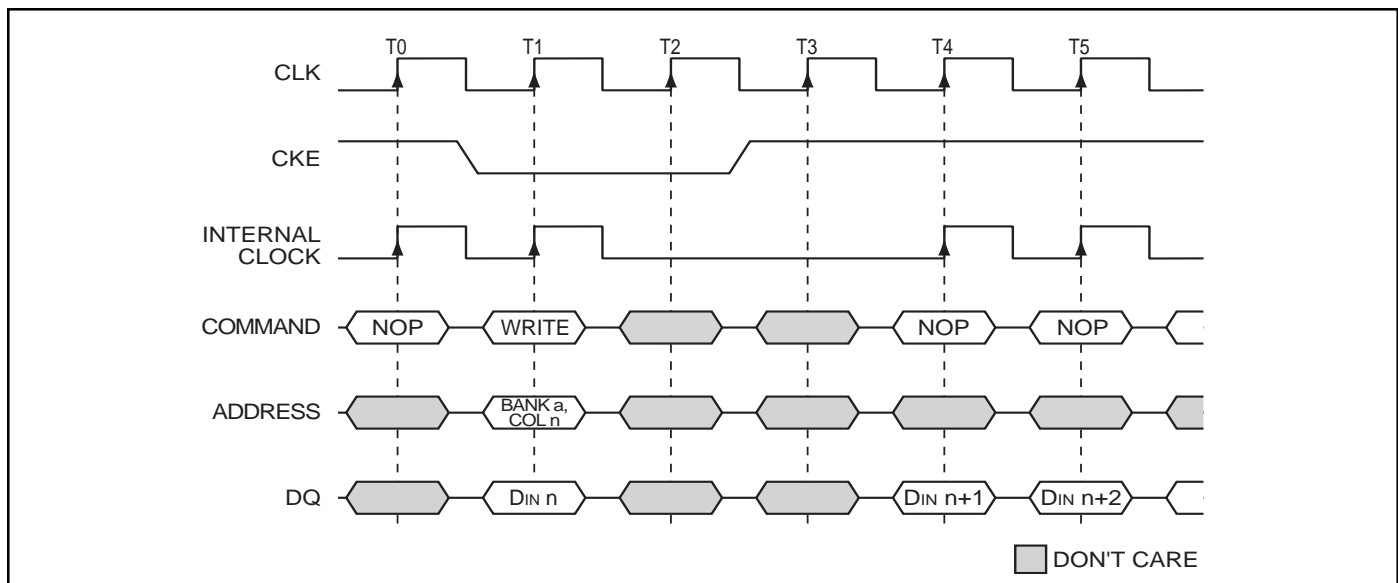 T0 T1 T2 T3 T4 T5
CLK
CKE
INTERNAL
CLOCK
COMMAND NOP WRITE NOP NOP
ADDRESS BANK a,
COL n
DQ DIN n DIN n+1 DIN n+2
DON'T CARE